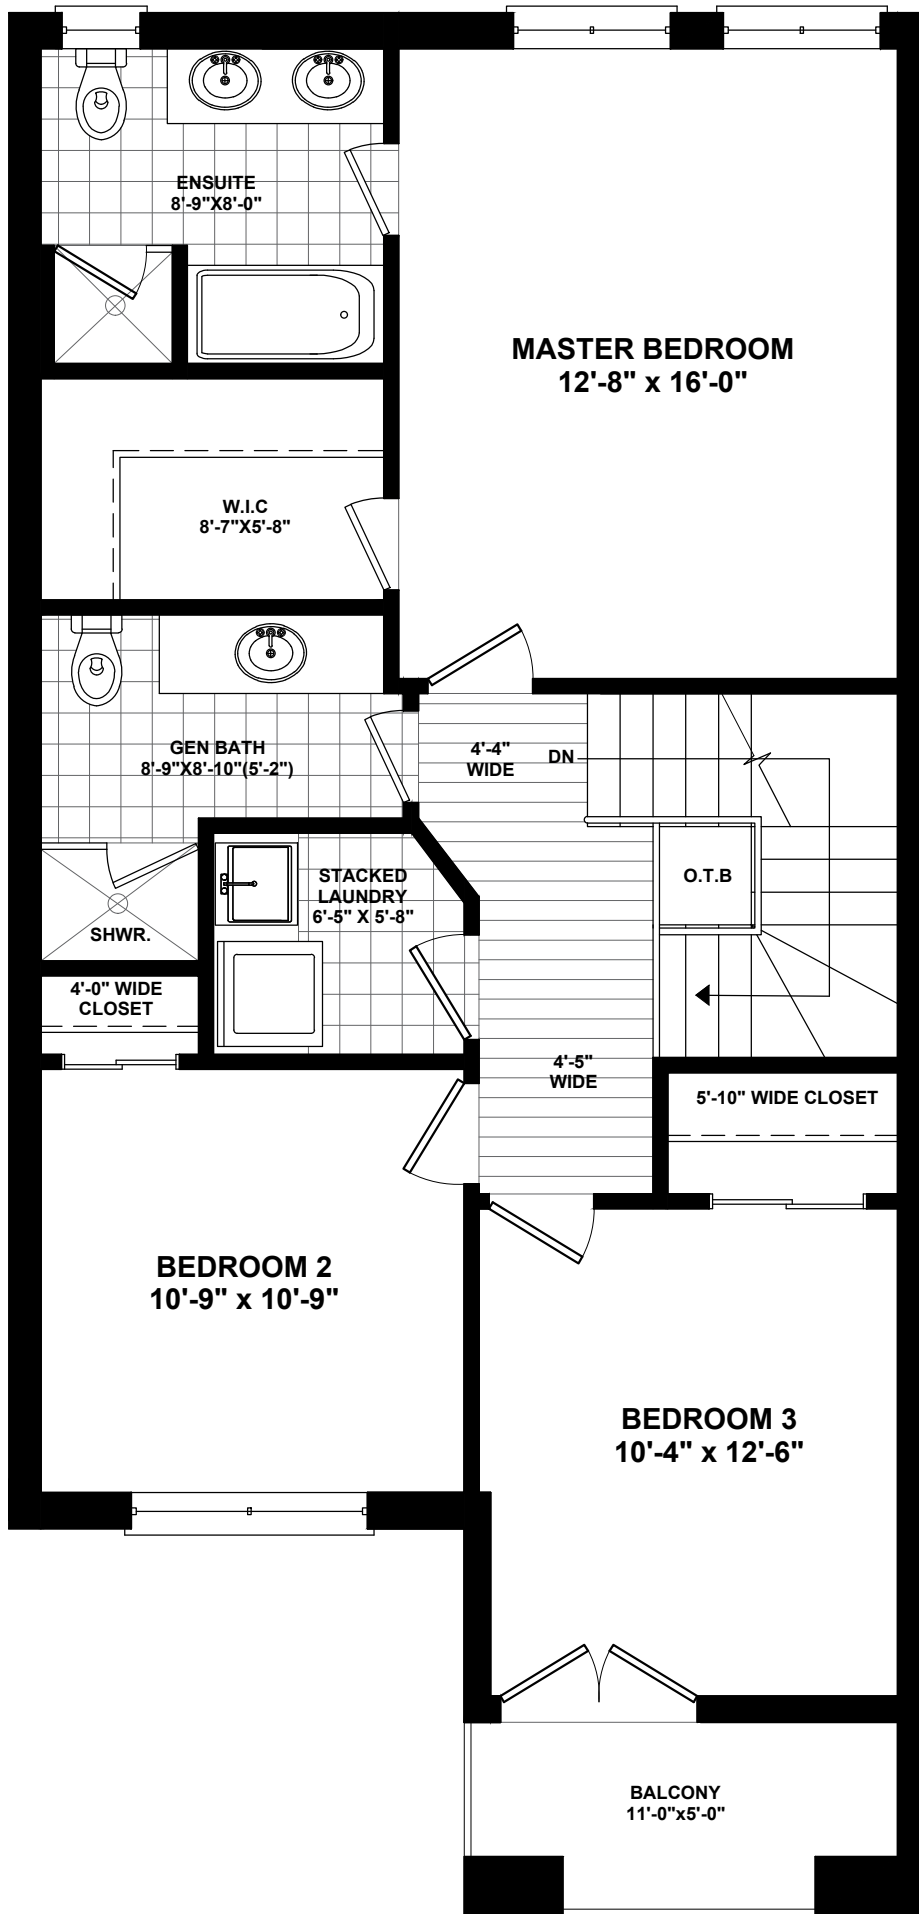 ENSUITE
8'-9"X8'-0"
MASTER BEDROOM
12'-8" x 16'-0"
W.I.C
8'-7"X5'-8"
GEN BATH
8'-9"X8'-10"(5'-2")
4'-4"
WIDE
DN
STACKED
LAUNDRY
6'-5" X 5'-8"
O.T.B
SHWR.
4'-0" WIDE
CLOSET
4'-5"
WIDE
5'-10" WIDE CLOSET
BEDROOM 2
10'-9" x 10'-9"
BEDROOM 3
10'-4" x 12'-6"
BALCONY
11'-0"x5'-0"